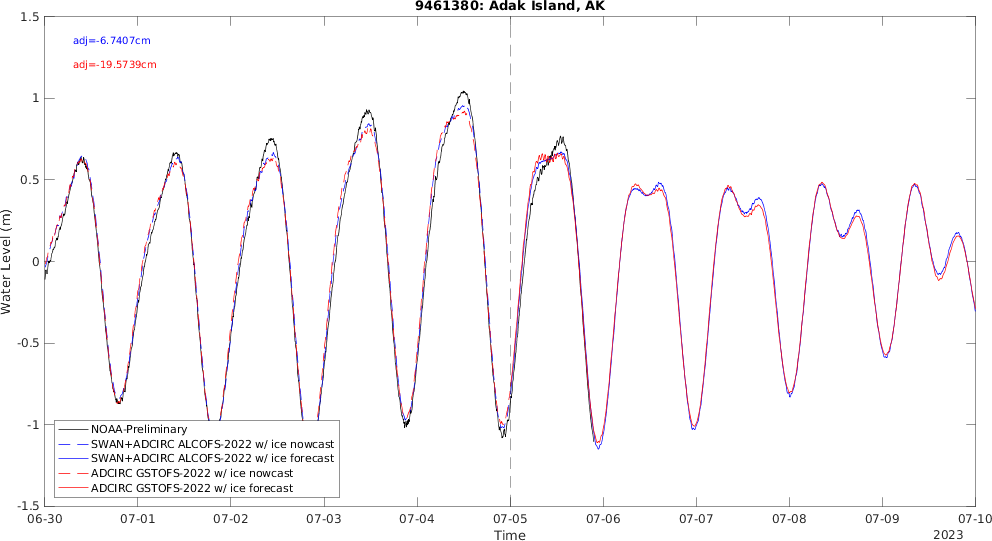 9461380: Adak Island, AK
adj=-6.7407cm
adj=-19.5739cm
1.5
1
0.5
0
-0.5
-1
-1.5
Water Level (m)
NOAA-Preliminary
SWAN+ADCIRC ALCOFS-2022 w/ ice nowcast
SWAN+ADCIRC ALCOFS-2022 w/ ice forecast
ADCIRC GSTOFS-2022 w/ ice nowcast
ADCIRC GSTOFS-2022 w/ ice forecast
06-30 07-01 07-02 07-03 07-04 07-05 07-06 07-07 07-08 07-09 07-10
Time
2023